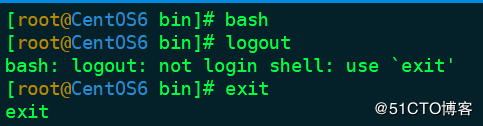 [root@CentOS6 bin]# bash
[root@CentOS6 bin]# logout
bash: logout: not login shell: use `exit'
[root@CentOS6 bin]# exit
exit
@51CTO博客